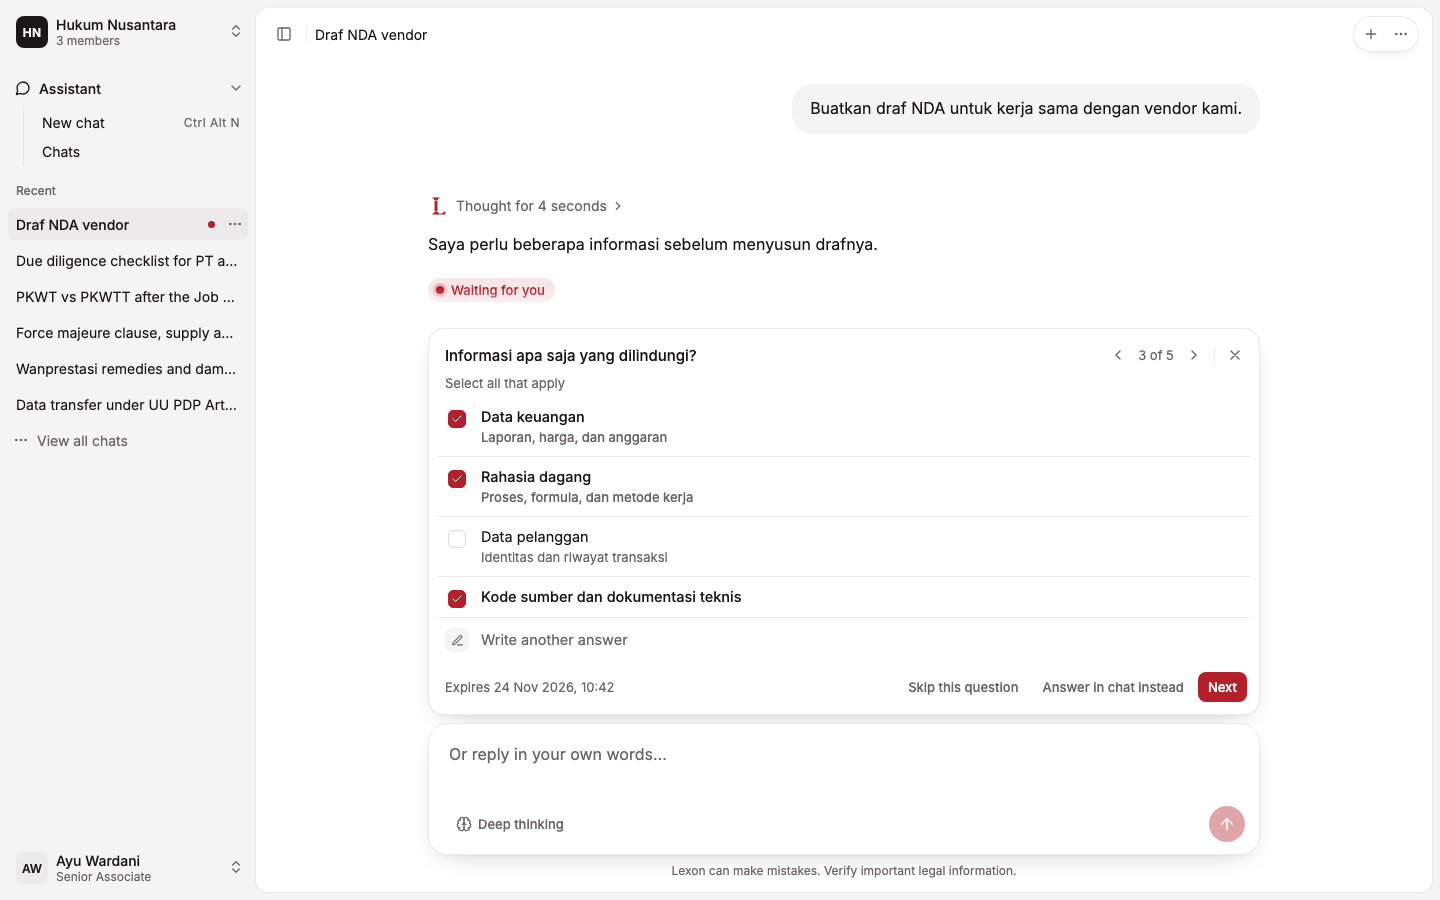 HN
Hukum Nusantara
3 members
Assistant
New chat
Ctrl Alt N
Chats
Recent
Draf NDA vendor
Due diligence checklist for PT a...
PKWT vs PKWTT after the Job ...
Force majeure clause, supply a...
Wanprestasi remedies and dam...
Data transfer under UU PDP Art...
View all chats
AW
Ayu Wardani
Senior Associate
Draf NDA vendor
Buatkan draf NDA untuk kerja sama dengan vendor kami.
L
Thought for 4 seconds
Saya perlu beberapa informasi sebelum menyusun drafnya.
Waiting for you
Informasi apa saja yang dilindungi?
3 of 5
Select all that apply
Data keuangan
Laporan, harga, dan anggaran
Rahasia dagang
Proses, formula, dan metode kerja
Data pelanggan
Identitas dan riwayat transaksi
Kode sumber dan dokumentasi teknis
Write another answer
Expires 24 Nov 2026, 10:42
Skip this question
Answer in chat instead
Next
Or reply in your own words...
Deep thinking
Lexon can make mistakes. Verify important legal information.